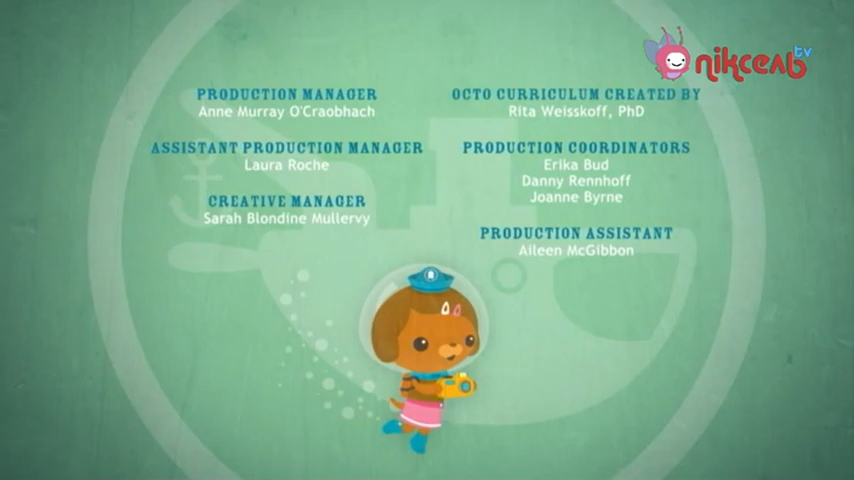 піксель tv
PRODUCTION MANAGER
Anne Murray O'Craobhach
ASSISTANT PRODUCTION MANAGER
Laura Roche
CREATIVE MANAGER
Sarah Blondine Mullervy
OCTO CURRICULUM CREATED BY
Rita Weisskoff, PhD
PRODUCTION COORDINATORS
Erika Bud
Danny Rennhoff
Joanne Byrne
PRODUCTION ASSISTANT
Aileen McGibbon